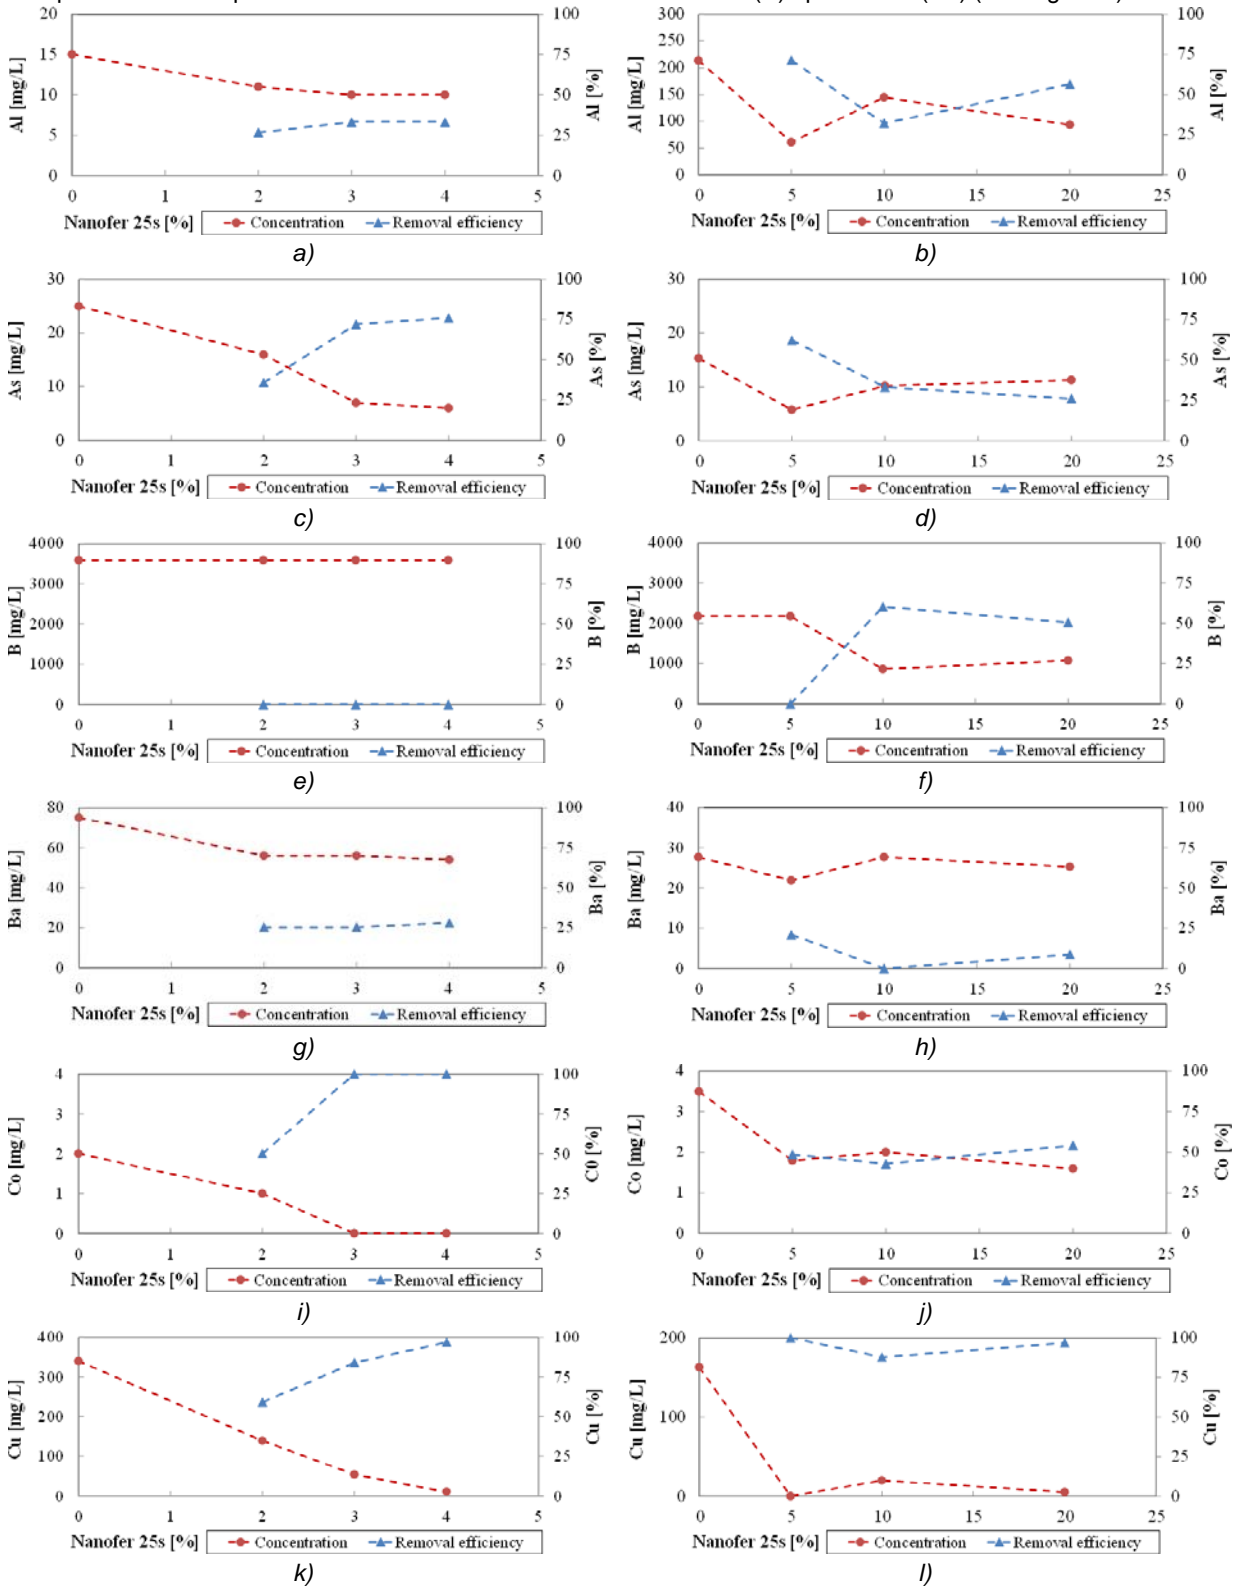 20 100 300 100
15 75 250 75
200
10 50 150 50
100
5 25 50 25
0 0 0 0
Al [mg/L] Al [%] Al [mg/L] Al [%]
0 1 2 3 4 5 0 5 10 15 20 25
Nanofer 25s [%] Concentration Removal efficiency Nanofer 25s [%] Concentration Removal efficiency
a) b)
30 100 30 100
75 75
20 20
50 50
10 10
25 25
0 0 0 0
As [mg/L] As [%] As [mg/L] As [%]
0 1 2 3 4 5 0 5 10 15 20 25
Nanofer 25s [%] Concentration Removal efficiency Nanofer 25s [%] Concentration Removal efficiency
c) d)
4000 100 4000 100
3000 75 3000 75
2000 50 2000 50
1000 25 1000 25
0 0 0 0
B [mg/L] B [%] B [mg/L] B [%]
0 1 2 3 4 5 0 5 10 15 20 25
Nanofer 25s [%] Concentration Removal efficiency Nanofer 25s [%] Concentration Removal efficiency
e) f)
80 100 40 100
60 75 30 75
40 50 20 50
20 25 10 25
0 0 0 0
Ba [mg/L] Ba [%] Ba [mg/L] Ba [%]
0 1 2 3 4 5 0 5 10 15 20 25
Nanofer 25s [%] Concentration Removal efficiency Nanofer 25s [%] Concentration Removal efficiency
g) h)
4 100 4 100
3 75 3 75
2 50 2 50
1 25 1 25
0 0 0 0
Co [mg/L] C0 [%] Co [mg/L] Co [%]
0 1 2 3 4 5 0 5 10 15 20 25
Nanofer 25s [%] Concentration Removal efficiency Nanofer 25s [%] Concentration Removal efficiency
i) j)
400 100 200 100
300 75 75
200 50 100 50
100 25 25
0 0 0 0
Cu [mg/L] Cu [%] Cu [mg/L] Cu [%]
0 1 2 3 4 5 0 5 10 15 20 25
Nanofer 25s [%] Concentration Removal efficiency Nanofer 25s [%] Concentration Removal efficiency
k) l)